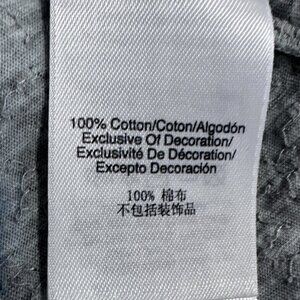 100% Cotton/Coton/Algodón
Exclusive Of Decoration/
Exclusivité De Décoration/
Excepto Decoración
100% 棉布
不包括装饰品